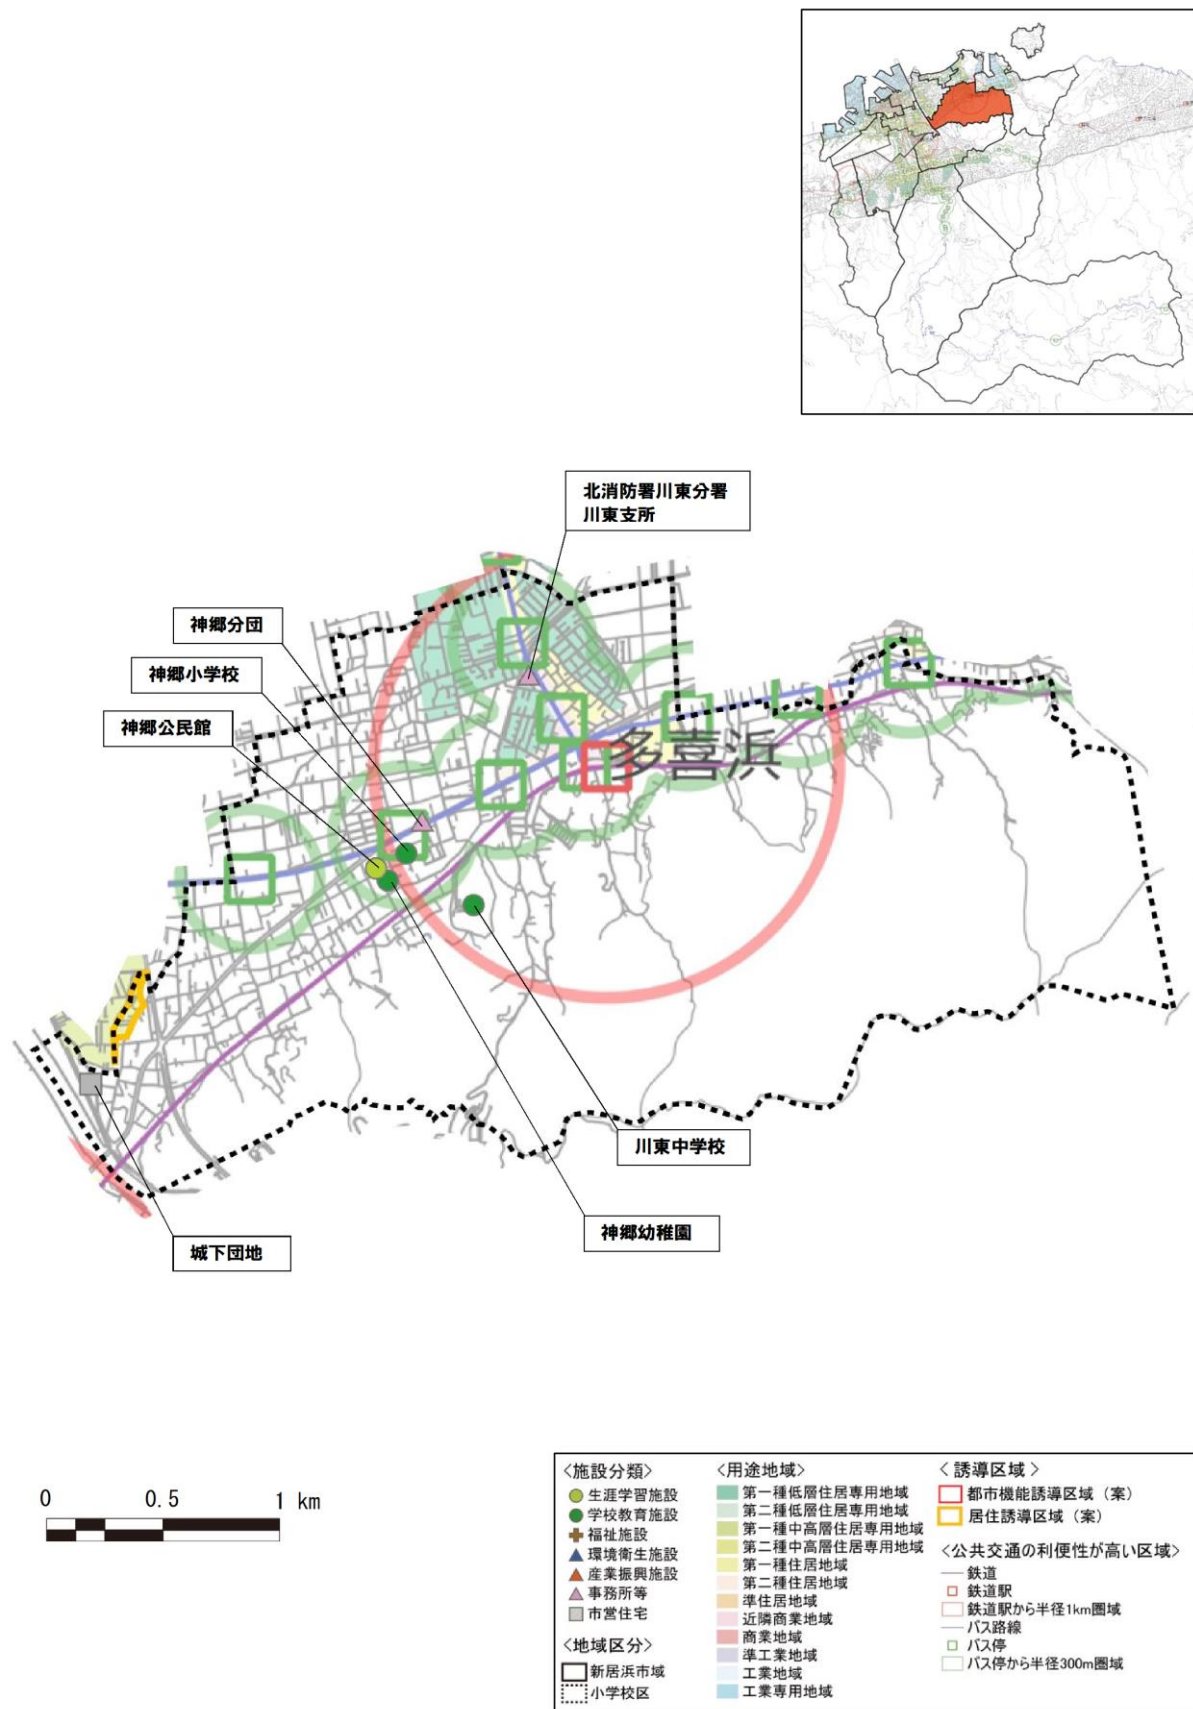 北消防署川東分署
川東支所
神郷分団
神郷小学校
神郷公民館
多喜浜
川東中学校
神郷幼稚園
城下団地
0 0.5 1 km
<施設分類>
生涯学習施設
学校教育施設
福祉施設
環境衛生施設
産業振興施設
事務所等
市営住宅
<地域区分>
新居浜市域
小学校区
<用途地域>
第一種低層住居専用地域
第二種低層住居専用地域
第一種中高層住居専用地域
第二種中高層住居専用地域
第一種住居地域
第二種住居地域
準住居地域
近隣商業地域
商業地域
準工業地域
工業地域
工業専用地域
< 誘導区域 >
都市機能誘導区域（案）
居住誘導区域（案）
<公共交通の利便性が高い区域>
鉄道
鉄道駅
鉄道駅から半径1km圏域
バス路線
バス停
バス停から半径300m圏域